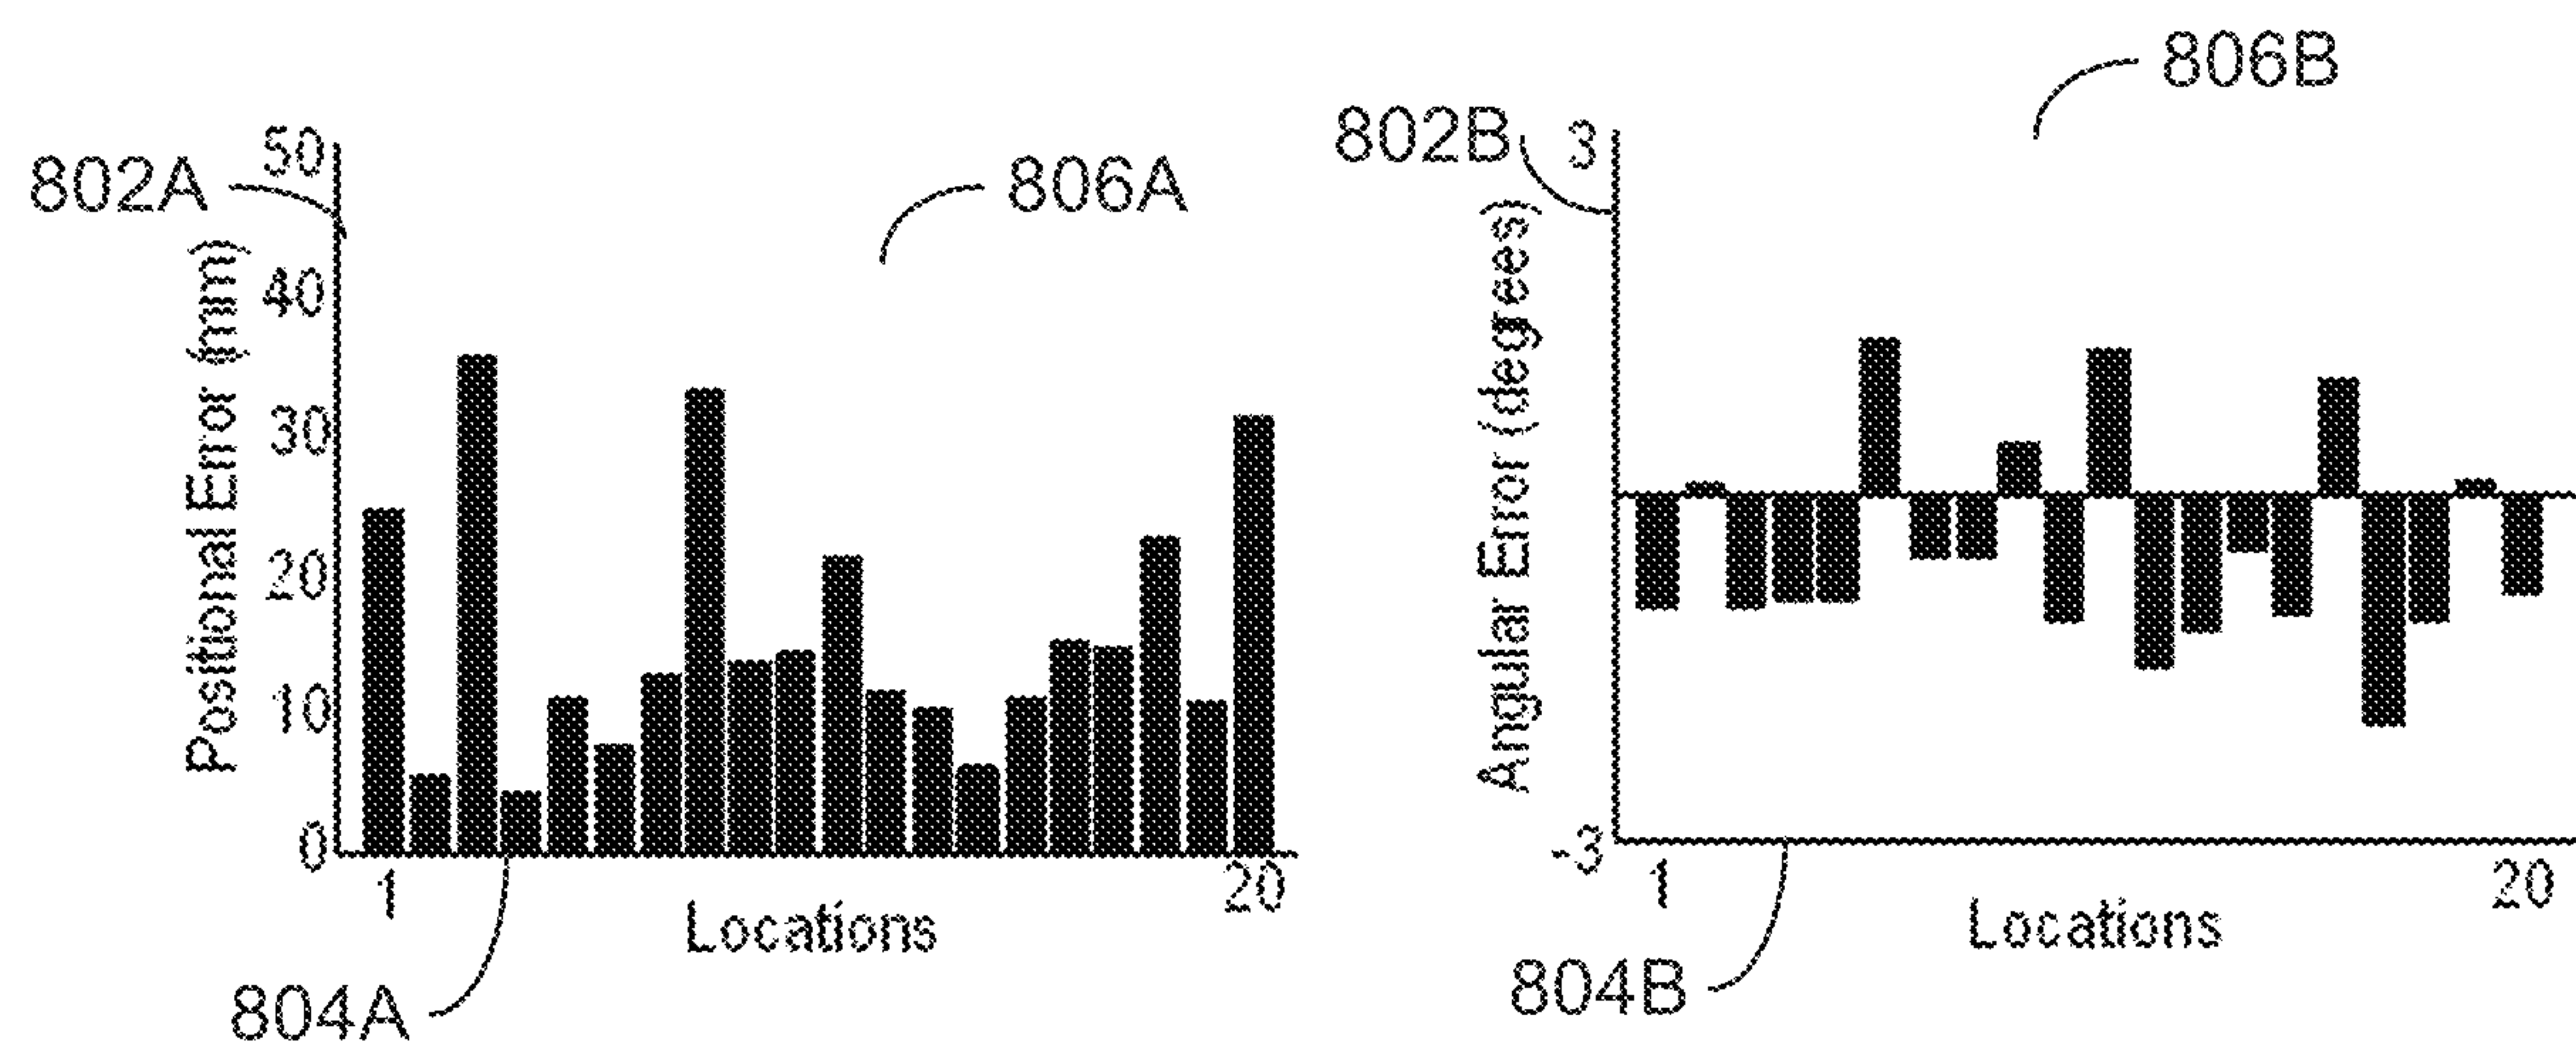 802A
50
40
30
20
10
0
Positional Error (mm)
806A
1
20
Locations
804A
802B
3
-3
Angular Error (degrees)
806B
1
20
Locations
804B